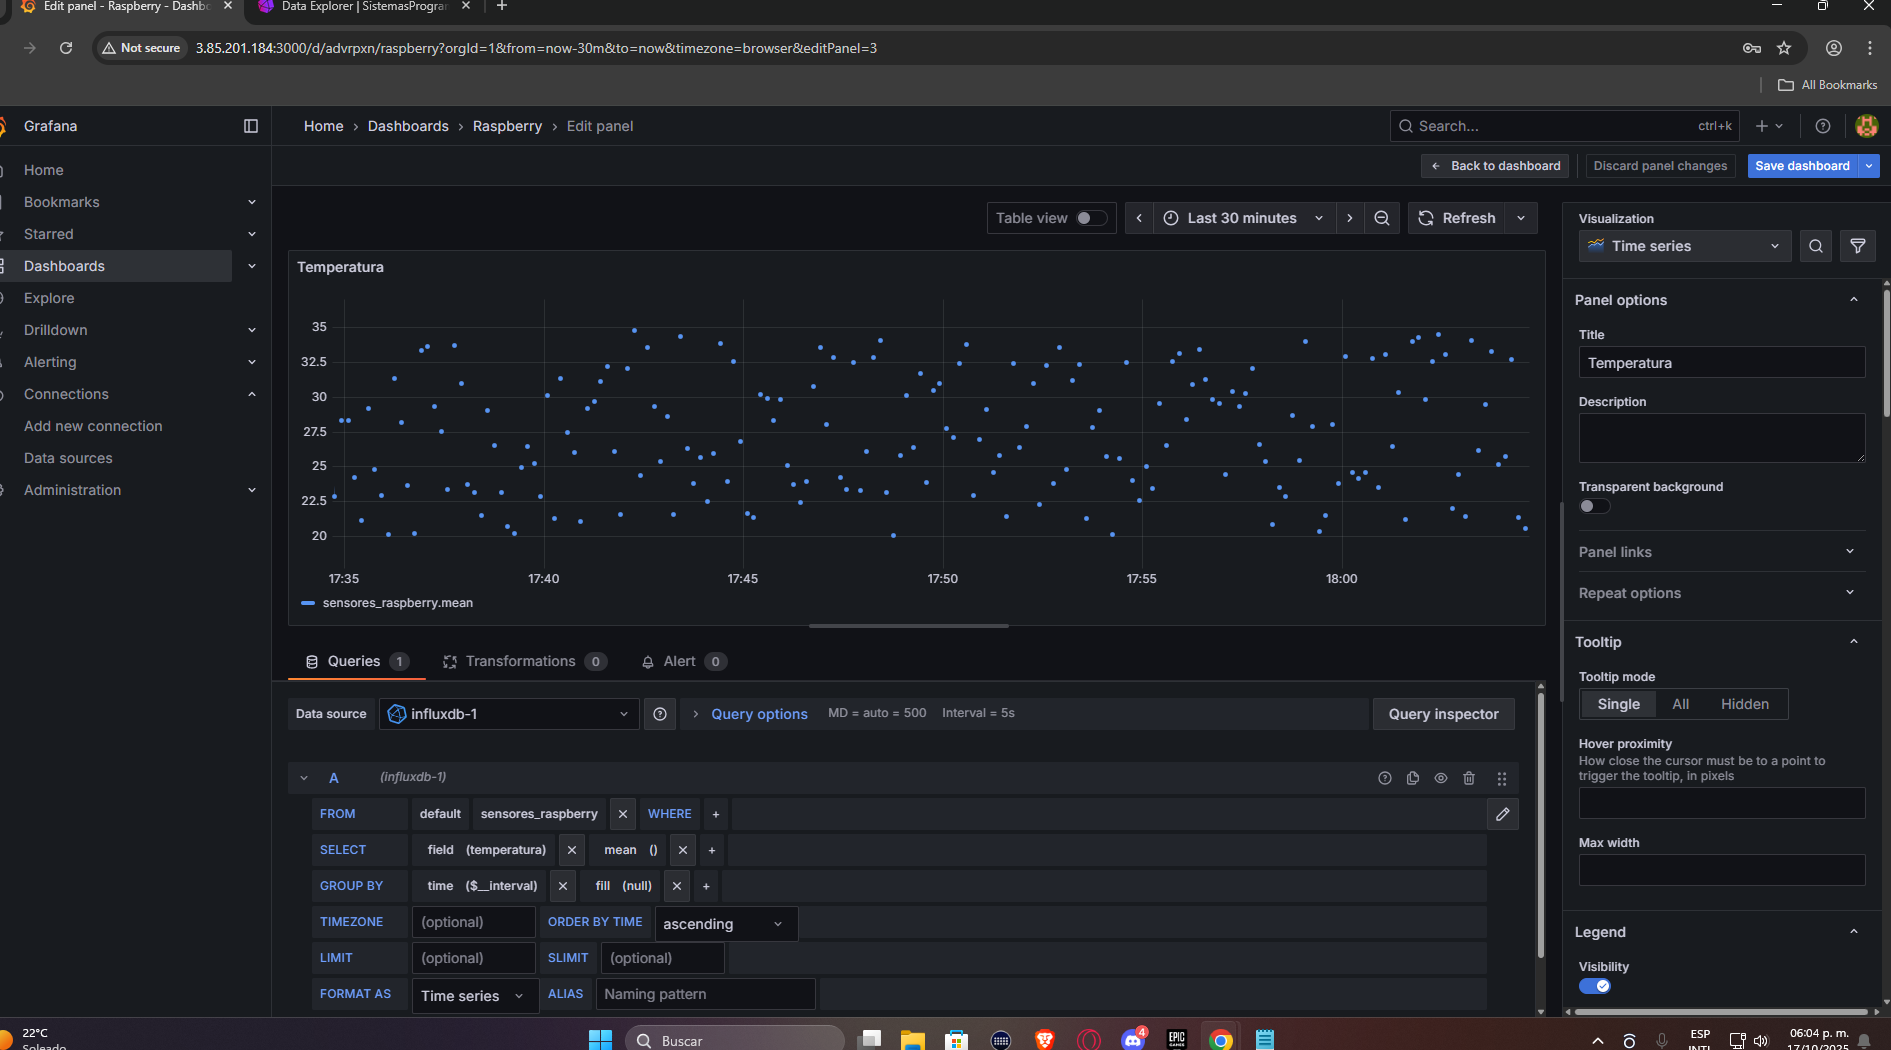 Edit panel - Raspberry - Dashbo
Data Explorer | SistemasProgra
Not secure
3.85.201.184:3000/d/advrpxn/raspberry?orgId=1&from=now-30m&to=now&timezone=browser&editPanel=3
All Bookmarks
Grafana
Home › Dashboards › Raspberry › Edit panel
Search...
ctrl+k
Back to dashboard
Discard panel changes
Save dashboard
Home
Bookmarks
Starred
Dashboards
Explore
Drilldown
Alerting
Connections
Add new connection
Data sources
Administration
Table view
Last 30 minutes
Refresh
Temperatura
35
32.5
30
27.5
25
22.5
20
17:35 17:40 17:45 17:50 17:55 18:00
sensores_raspberry.mean
Queries 1
Transformations 0
Alert 0
Data source
influxdb-1
Query options
MD = auto = 500
Interval = 5s
Query inspector
A
(influxdb-1)
FROM default sensores_raspberry WHERE +
SELECT field (temperatura) mean () +
GROUP BY time ($__interval) fill (null) +
TIMEZONE (optional) ORDER BY TIME ascending
LIMIT (optional) SLIMIT (optional)
FORMAT AS Time series ALIAS Naming pattern
Visualization
Time series
Panel options
Title
Temperatura
Description
Transparent background
Panel links
Repeat options
Tooltip
Tooltip mode
Single All Hidden
Hover proximity
How close the cursor must be to a point to
trigger the tooltip, in pixels
Max width
Legend
Visibility
22°C
Soleado
Buscar
4
EPIC
GAMES
ESP
INTL
06:04 p. m.
17/10/2025